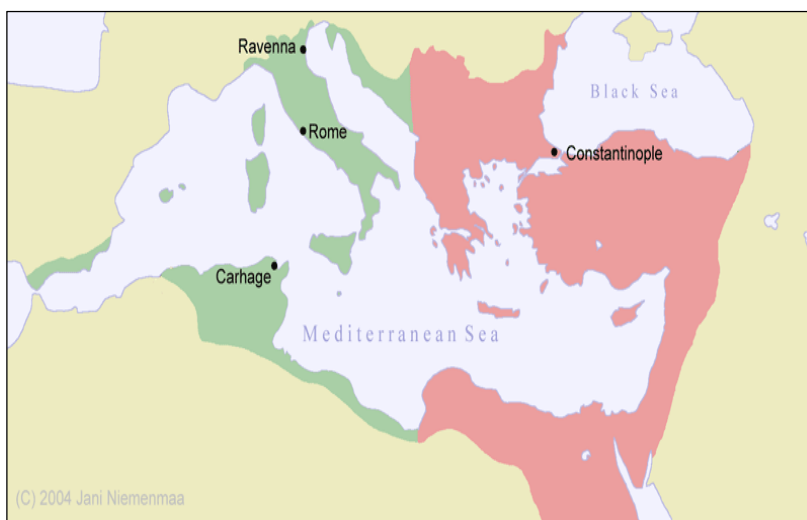 Ravenna
Black Sea
Rome
Constantinople
Carhage
Mediterranean Sea
(C) 2004 Jani Niemenmaa